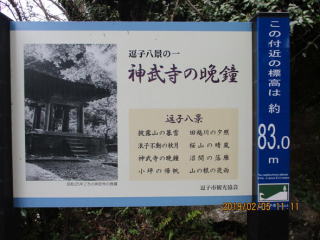 逗子八景の一
神武寺の晩鐘
逗子八景
披露山の暮雪
浪子不動の秋月
神武寺の晩鐘
小坪の帰帆
田越川の夕照
桜山の晴嵐
沼間の落雁
山の根の夜雨
逗子市観光協会
この付近の標高は 約
83.0
m
2019/02/05 11:11